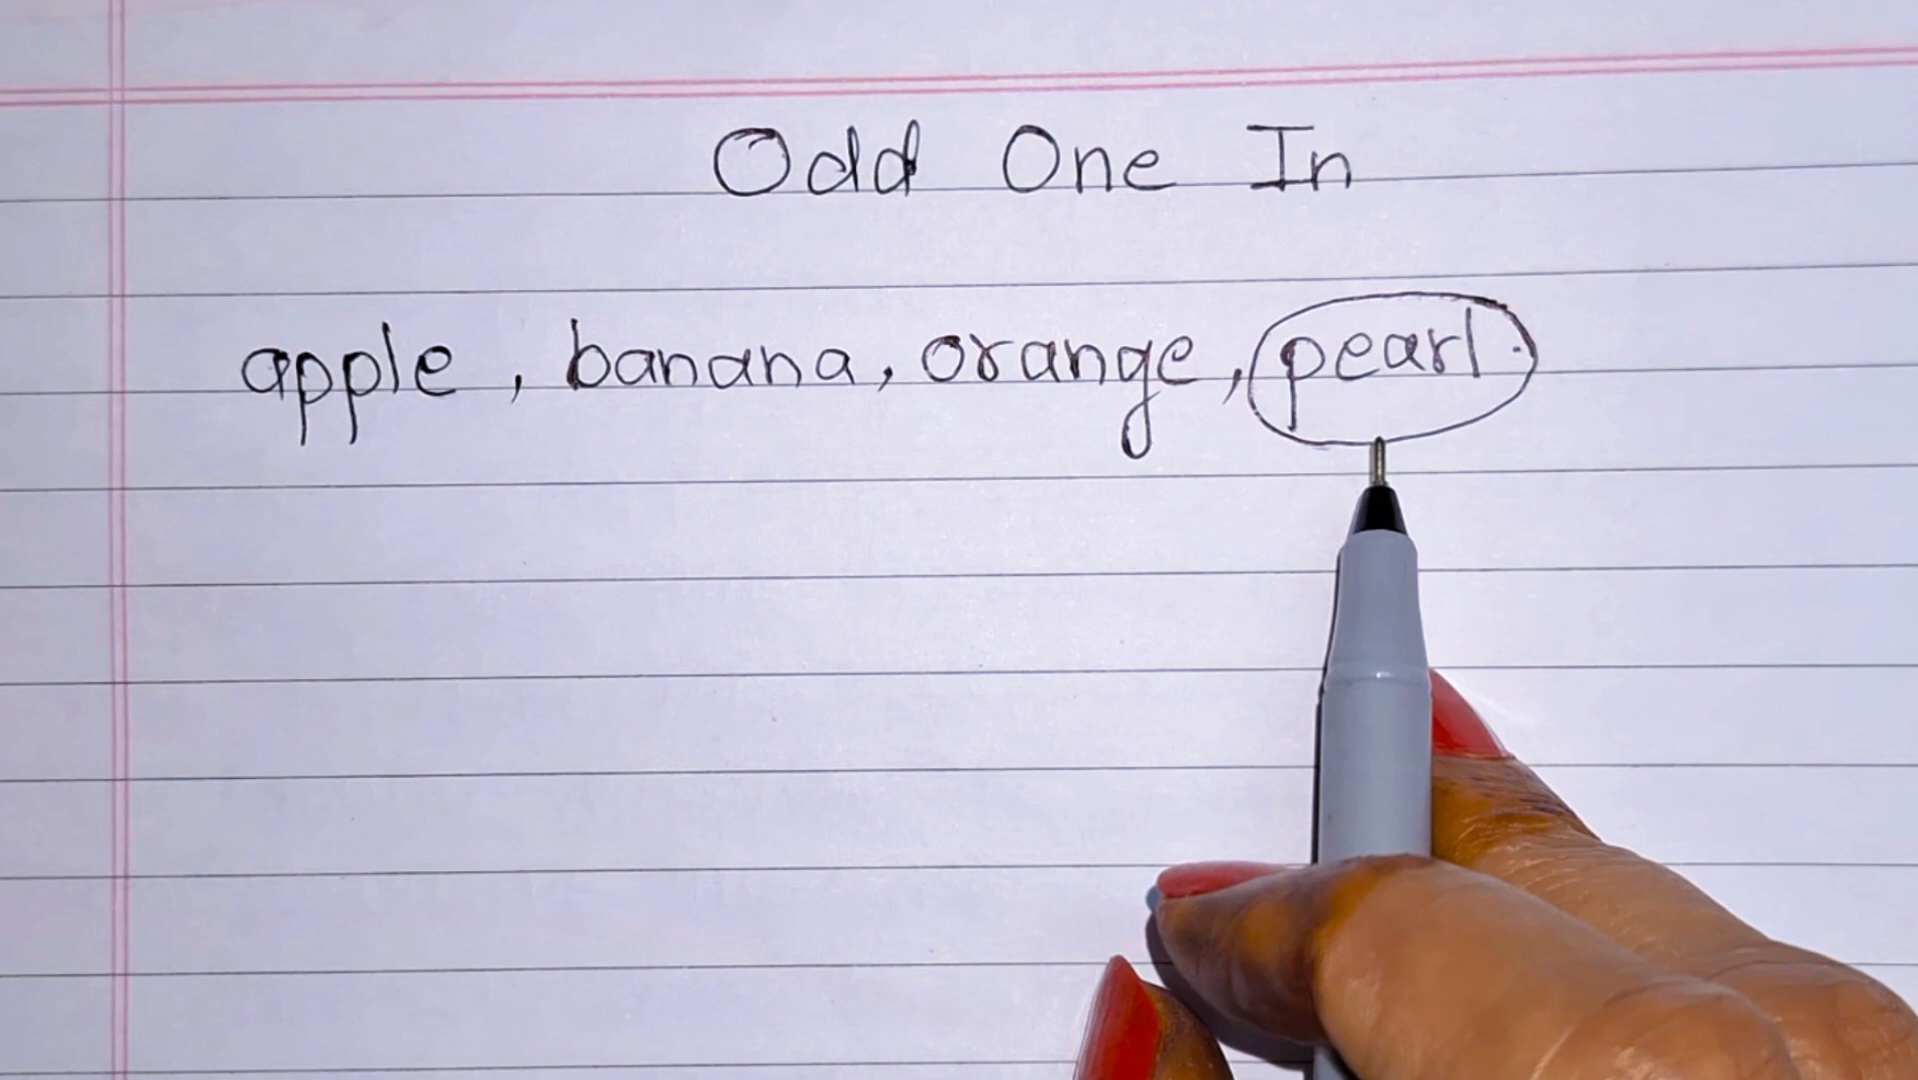 Odd One In
apple, banana, orange, pearl.